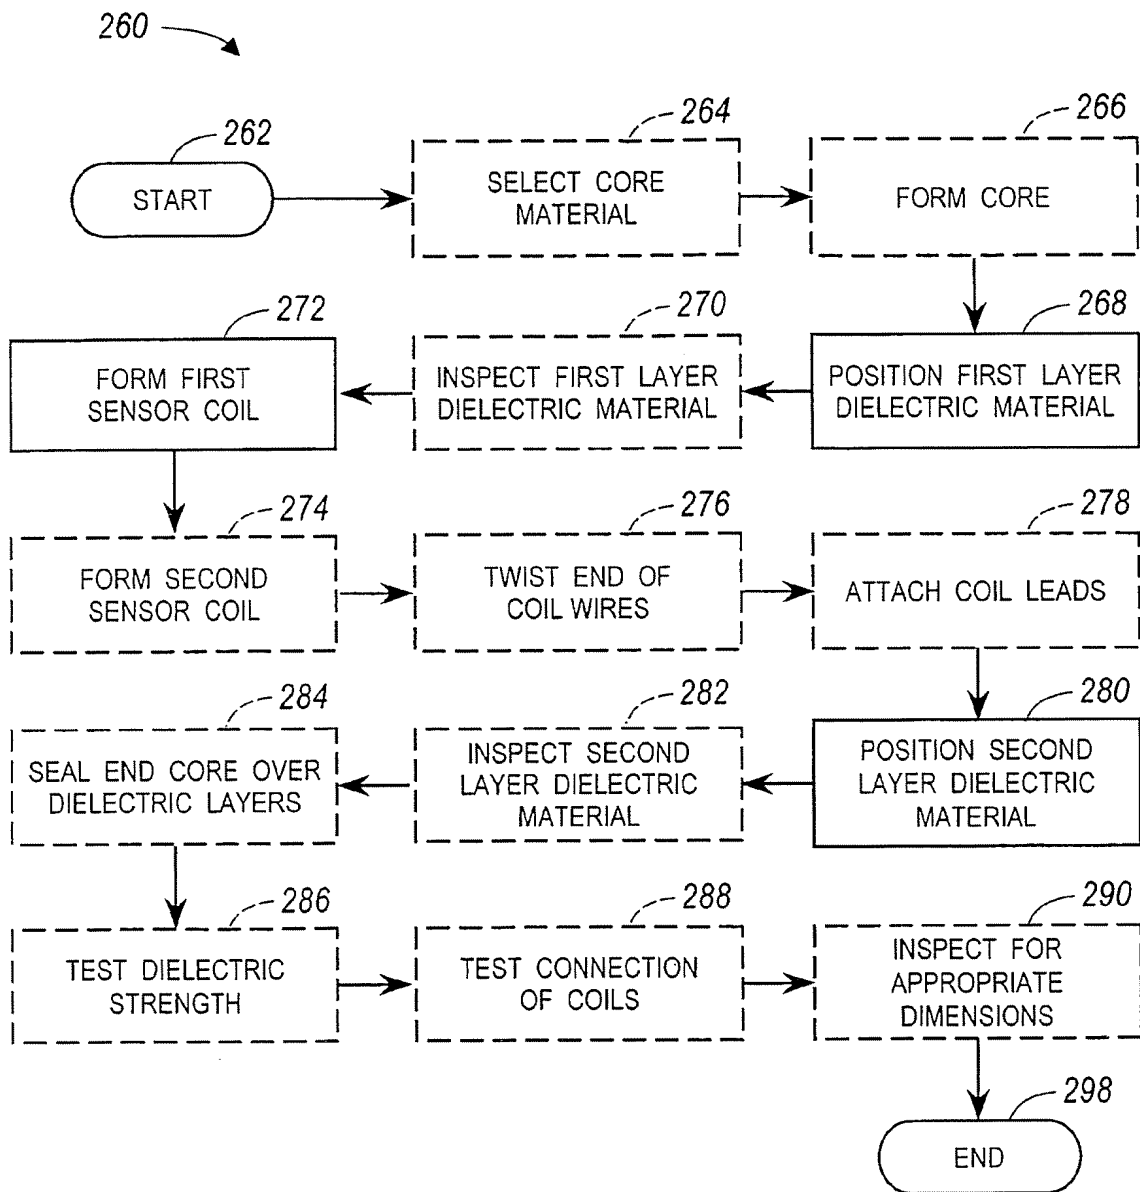 260
262
START
264
SELECT CORE
MATERIAL
266
FORM CORE
268
POSITION FIRST LAYER
DIELECTRIC MATERIAL
270
INSPECT FIRST LAYER
DIELECTRIC MATERIAL
272
FORM FIRST
SENSOR COIL
274
FORM SECOND
SENSOR COIL
276
TWIST END OF
COIL WIRES
278
ATTACH COIL LEADS
280
POSITION SECOND
LAYER DIELECTRIC
MATERIAL
282
INSPECT SECOND
LAYER DIELECTRIC
MATERIAL
284
SEAL END CORE OVER
DIELECTRIC LAYERS
286
TEST DIELECTRIC
STRENGTH
288
TEST CONNECTION
OF COILS
290
INSPECT FOR
APPROPRIATE
DIMENSIONS
298
END